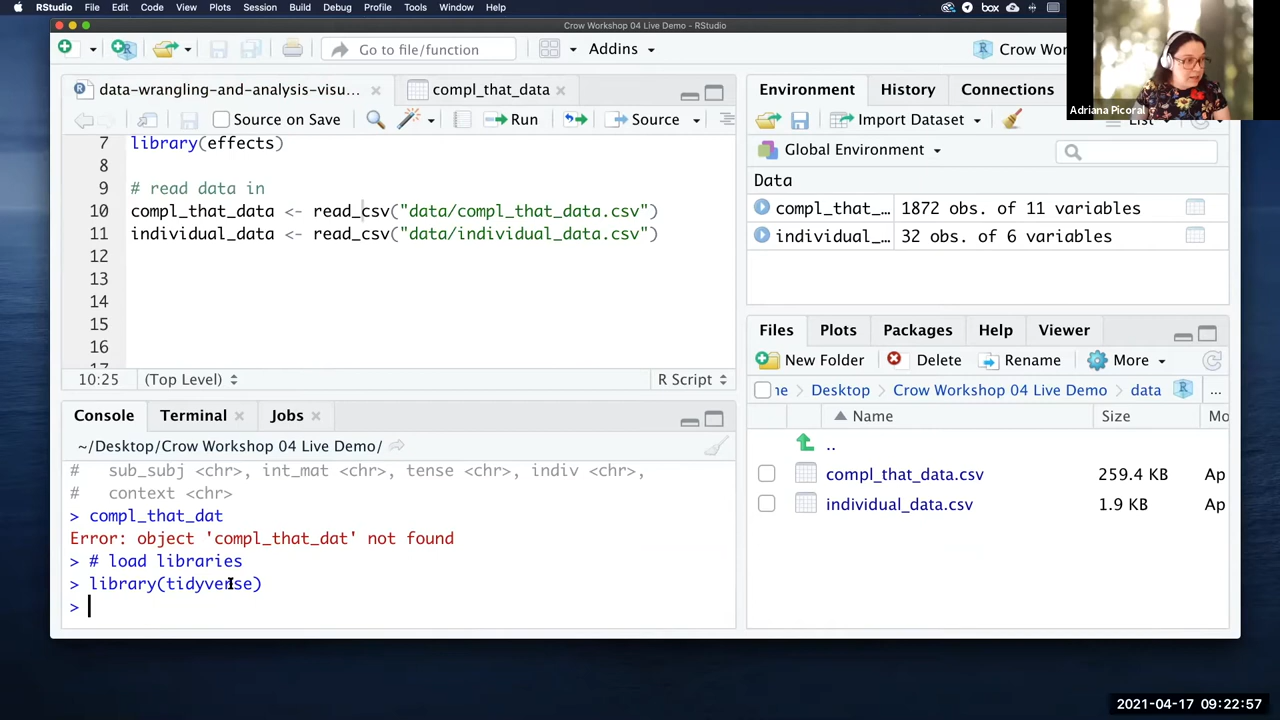 RStudio File Edit Code View Plots Session Build Debug Profile Tools Window Help
box
Crow Workshop 04 Live Demo - RStudio
Go to file/function
Addins
data-wrangling-and-analysis-visu...
compl_that_data
Source on Save
Run
Source
7 library(effects)
8
9 # read data in
10 compl_that_data <- read_csv("data/compl_that_data.csv")
11 individual_data <- read_csv("data/individual_data.csv")
12
13
14
15
16
10:25 (Top Level) R Script
Console Terminal Jobs
~/Desktop/Crow Workshop 04 Live Demo/
# sub_subj <chr>, int_mat <chr>, tense <chr>, indiv <chr>,
# context <chr>
> compl_that_dat
Error: object 'compl_that_dat' not found
> # load libraries
> library(tidyverse)
>
Crow Wor
Adriana Picoral
Environment History Connections
Import Dataset
List
Global Environment
Data
compl_that_... 1872 obs. of 11 variables
individual_... 32 obs. of 6 variables
Files Plots Packages Help Viewer
New Folder Delete Rename More
ne > Desktop > Crow Workshop 04 Live Demo > data ...
Name Size Mo
..
compl_that_data.csv 259.4 KB Ap
individual_data.csv 1.9 KB Ap
2021-04-17 09:22:57